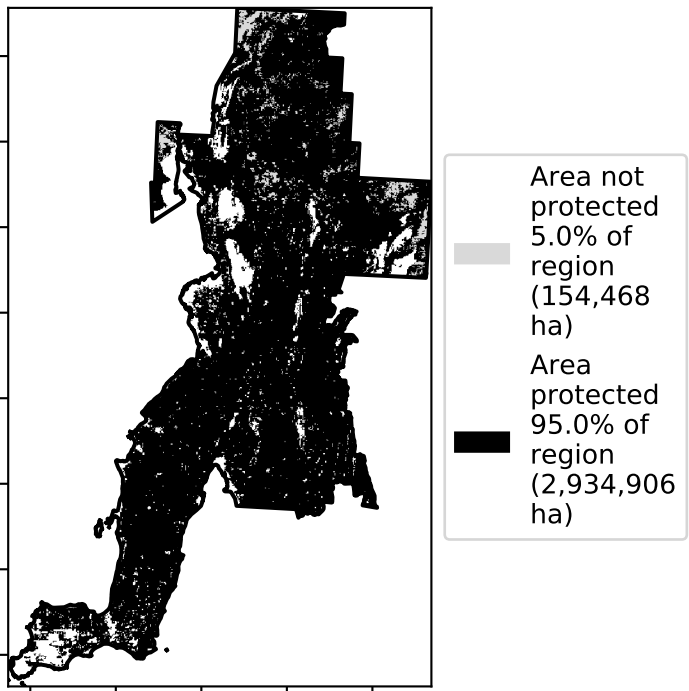 Area not
protected
5.0% of
region
(154,468
ha)
Area
protected
95.0% of
region
(2,934,906
ha)